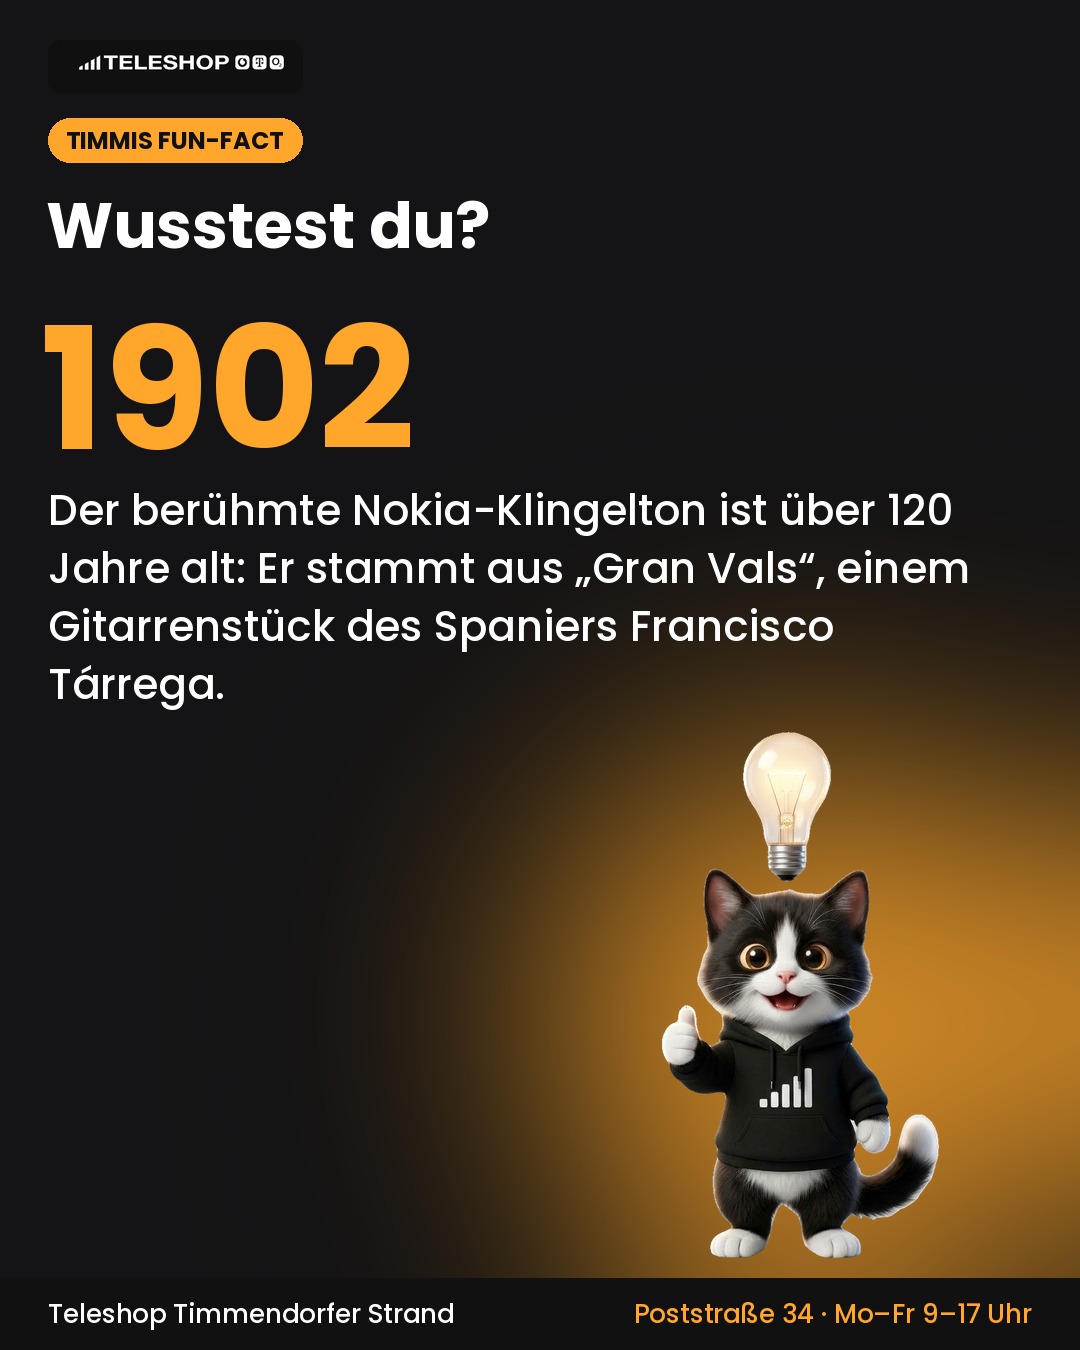 TELESHOP
TIMMIS FUN-FACT
Wusstest du?
1902
Der berühmte Nokia-Klingelton ist über 120
Jahre alt: Er stammt aus „Gran Vals“, einem
Gitarrenstück des Spaniers Francisco
Tárrega.
Teleshop Timmendorfer Strand
Poststraße 34 · Mo–Fr 9–17 Uhr